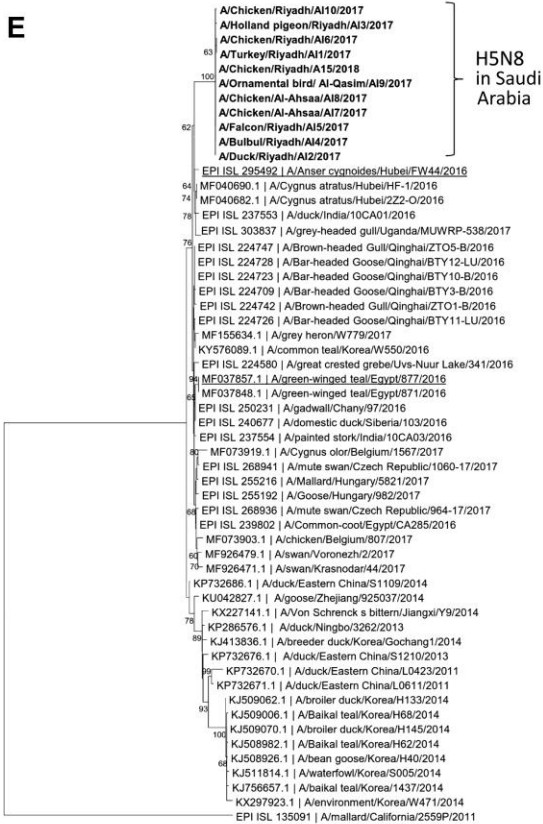 E
A/Chicken/Riyadh/AI10/2017
A/Holland pigeon/Riyadh/AI3/2017
63
A/Chicken/Riyadh/AI6/2017
A/Turkey/Riyadh/AI1/2017
100
A/Chicken/Riyadh/A15/2018
A/Ornamental bird/ Al-Qasim/AI9/2017
A/Chicken/Al-Ahsaa/AI8/2017
A/Chicken/Al-Ahsaa/AI7/2017
62
A/Falcon/Riyadh/AI5/2017
A/Bulbul/Riyadh/AI4/2017
A/Duck/Riyadh/AI2/2017
H5N8
in Saudi
Arabia
EPI ISL 295492 | A/Anser cygnoides/Hubei/FW44/2016
64
MF040690.1 | A/Cygnus atratus/Hubei/HF-1/2016
74
MF040682.1 | A/Cygnus atratus/Hubei/2Z2-O/2016
78
EPI ISL 237553 | A/duck/India/10CA01/2016
EPI ISL 303837 | A/grey-headed gull/Uganda/MUWRP-538/2017
76
EPI ISL 224747 | A/Brown-headed Gull/Qinghai/ZTO5-B/2016
EPI ISL 224728 | A/Bar-headed Goose/Qinghai/BTY12-LU/2016
EPI ISL 224723 | A/Bar-headed Goose/Qinghai/BTY10-B/2016
EPI ISL 224709 | A/Bar-headed Goose/Qinghai/BTY3-B/2016
EPI ISL 224742 | A/Brown-headed Gull/Qinghai/ZTO1-B/2016
EPI ISL 224726 | A/Bar-headed Goose/Qinghai/BTY11-LU/2016
MF155634.1 | A/grey heron/W779/2017
KY576089.1 | A/common teal/Korea/W550/2016
EPI ISL 224580 | A/great crested grebe/Uvs-Nuur Lake/341/2016
94
MF037857.1 | A/green-winged teal/Egypt/877/2016
MF037848.1 | A/green-winged teal/Egypt/871/2016
65
EPI ISL 250231 | A/gadwall/Chany/97/2016
EPI ISL 240677 | A/domestic duck/Siberia/103/2016
EPI ISL 237554 | A/painted stork/India/10CA03/2016
80
MF073919.1 | A/Cygnus olor/Belgium/1567/2017
EPI ISL 268941 | A/mute swan/Czech Republic/1060-17/2017
EPI ISL 255216 | A/Mallard/Hungary/5821/2017
EPI ISL 255192 | A/Goose/Hungary/982/2017
68
EPI ISL 268936 | A/mute swan/Czech Republic/964-17/2017
EPI ISL 239802 | A/Common-coot/Egypt/CA285/2016
MF073903.1 | A/chicken/Belgium/807/2017
60
MF926479.1 | A/swan/Voronezh/2/2017
70
MF926471.1 | A/swan/Krasnodar/44/2017
KP732686.1 | A/duck/Eastern China/S1109/2014
KU042827.1 | A/goose/Zhejiang/925037/2014
KX227141.1 | A/Von Schrenck s bittern/Jiangxi/Y9/2014
78
KP286576.1 | A/duck/Ningbo/3262/2013
89
KJ413836.1 | A/breeder duck/Korea/Gochang1/2014
KP732676.1 | A/duck/Eastern China/S1210/2013
99
KP732670.1 | A/duck/Eastern China/L0423/2011
KP732671.1 | A/duck/Eastern China/L0611/2011
93
KJ509062.1 | A/broiler duck/Korea/H133/2014
KJ509006.1 | A/Baikal teal/Korea/H68/2014
KJ509070.1 | A/broiler duck/Korea/H145/2014
100
KJ508982.1 | A/Baikal teal/Korea/H62/2014
KJ508926.1 | A/bean goose/Korea/H40/2014
68
KJ511814.1 | A/waterfowl/Korea/S005/2014
KJ756657.1 | A/baikal teal/Korea/1437/2014
KX297923.1 | A/environment/Korea/W471/2014
EPI ISL 135091 | A/mallard/California/2559P/2011